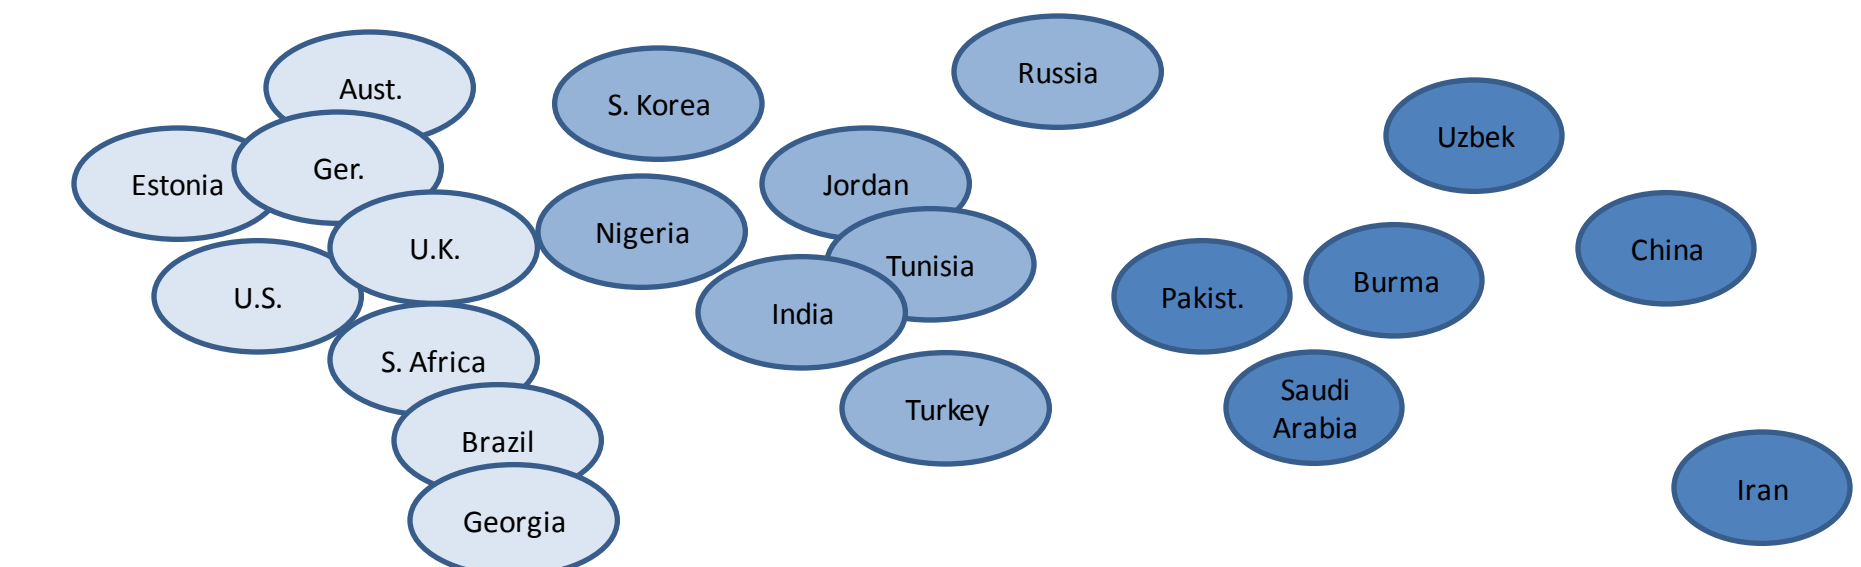 Russia
Aust.
S. Korea
Uzbek
Ger.
Estonia
Jordan
Nigeria
U.K.
China
Tunisia
Burma
U.S.
Pakist.
India
S. Africa
Saudi
Arabia
Turkey
Brazil
Iran
Georgia